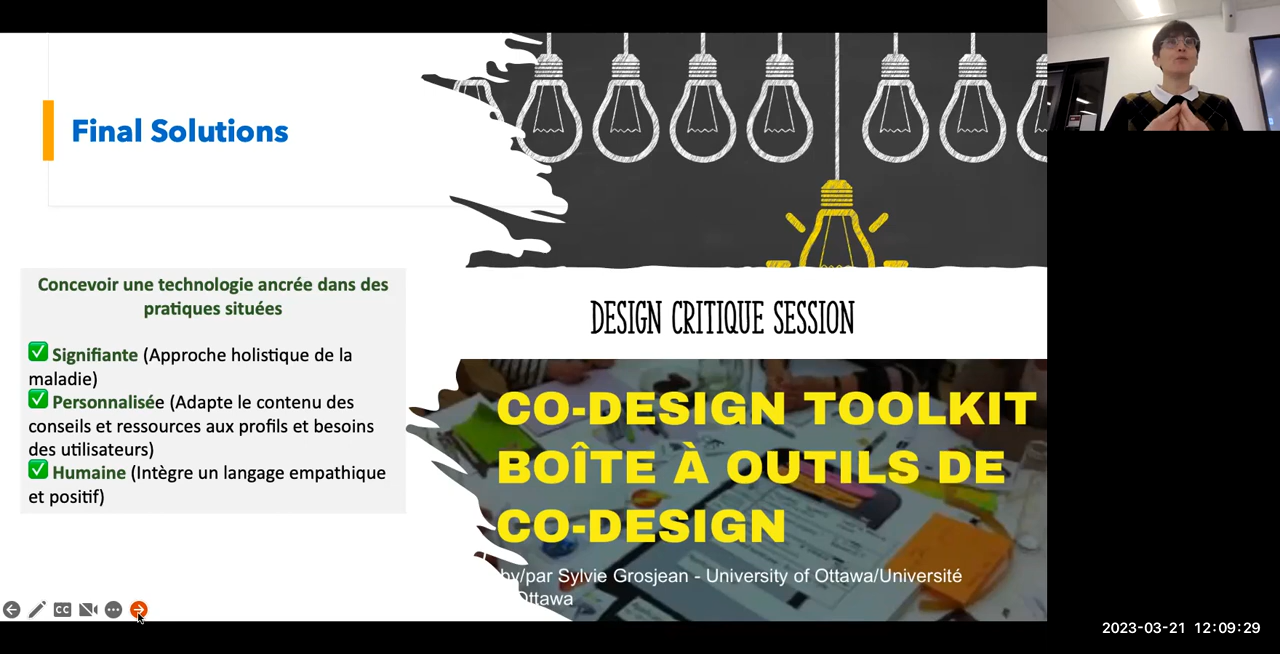 Final Solutions
Concevoir une technologie ancrée dans des
pratiques situées
✅ Signifiante (Approche holistique de la
maladie)
✅ Personnalisée (Adapte le contenu des
conseils et ressources aux profils et besoins
des utilisateurs)
✅ Humaine (Intègre un langage empathique
et positif)
DESIGN CRITIQUE SESSION
CO-DESIGN TOOLKIT
BOÎTE À OUTILS DE
CO-DESIGN
by/par Sylvie Grosjean - University of Ottawa/Université
Ottawa
CC
2023-03-21 12:09:29